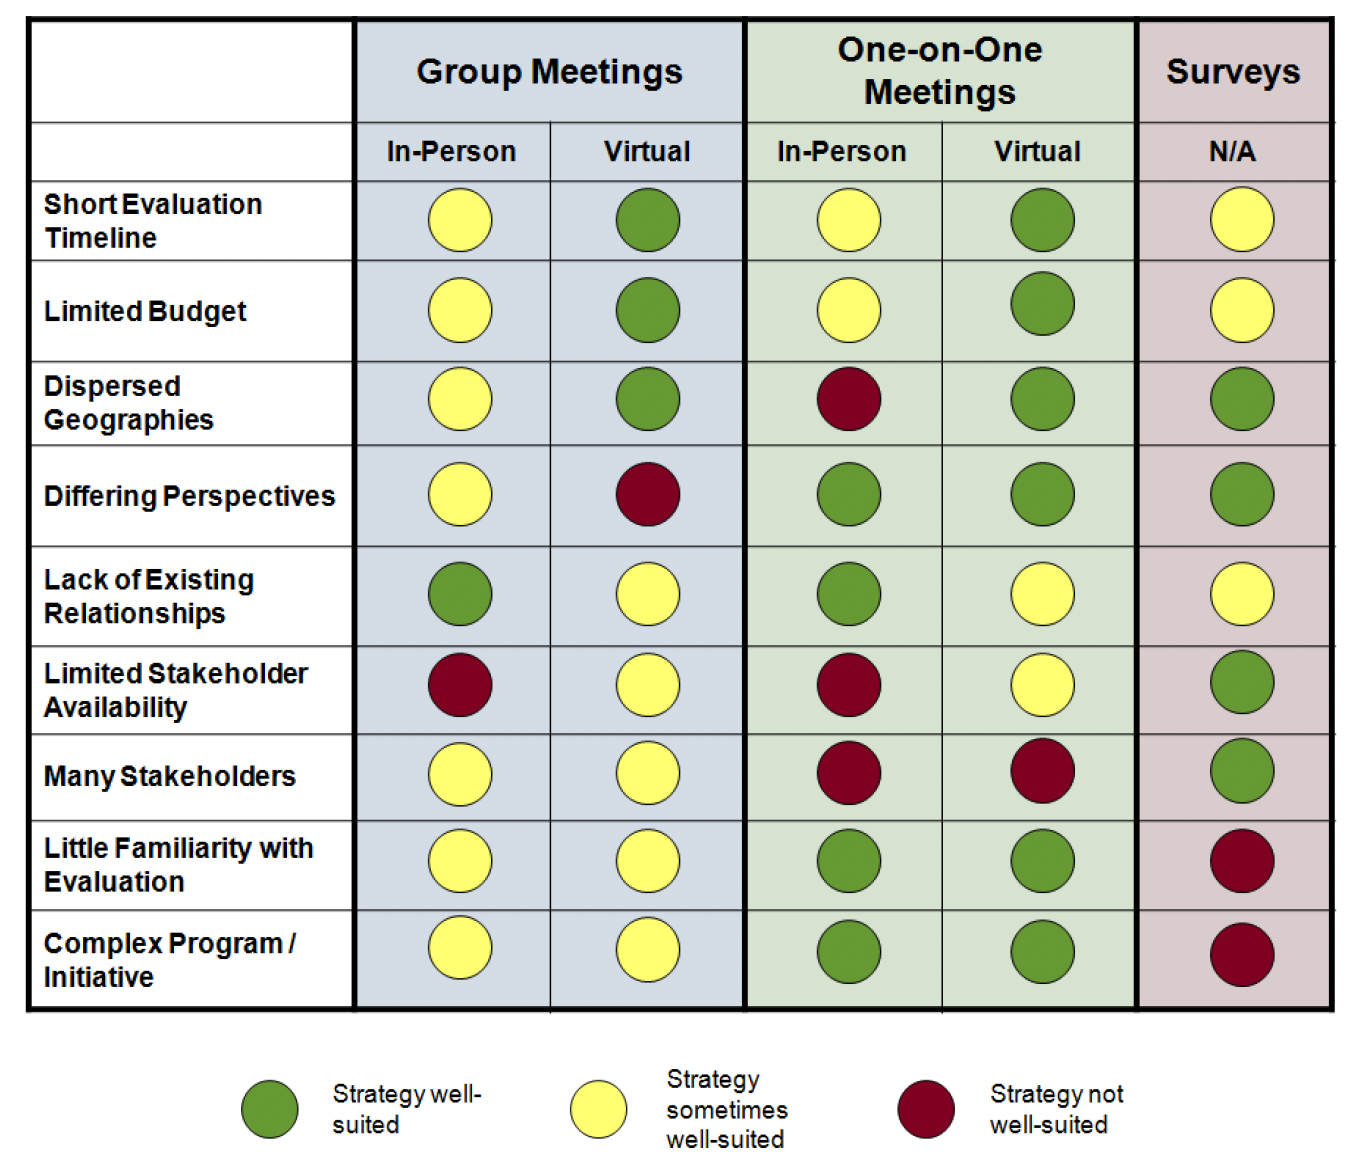 Group Meetings
One-on-One
Meetings
Surveys
In-Person
Virtual
In-Person
Virtual
N/A
Short Evaluation
Timeline
Limited Budget
Dispersed
Geographies
Differing Perspectives
Lack of Existing
Relationships
Limited Stakeholder
Availability
Many Stakeholders
Little Familiarity with
Evaluation
Complex Program /
Initiative
Strategy well-
suited
Strategy
sometimes
well-suited
Strategy not
well-suited